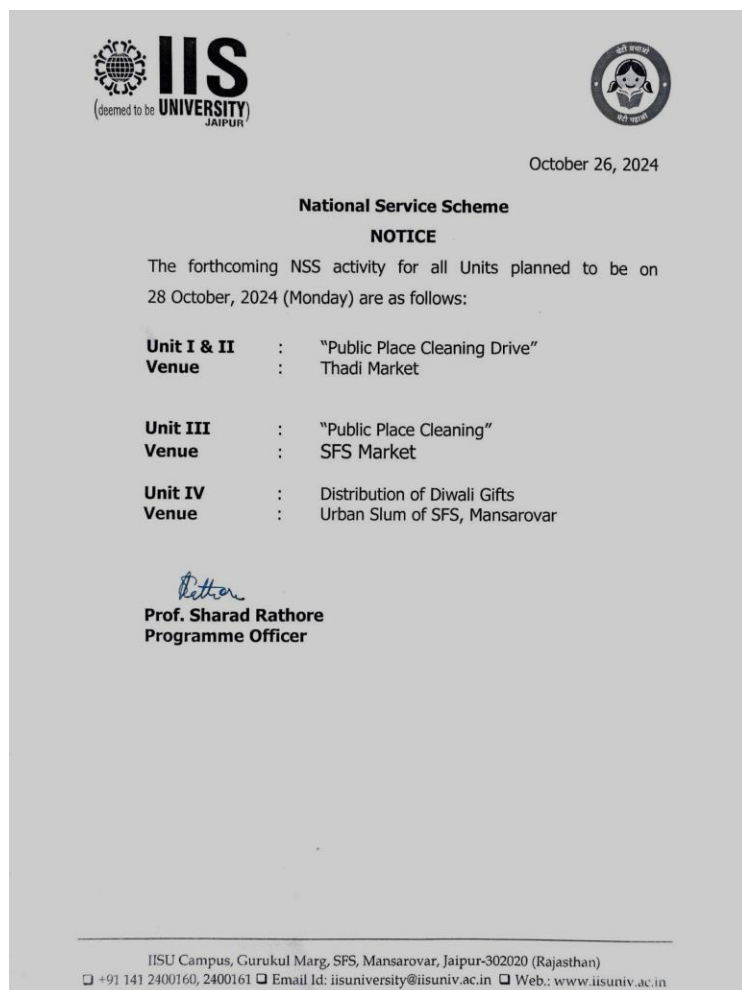 IIS
(deemed to be UNIVERSITY)
JAIPUR
बेटी बचाओ
बेटी पढ़ाओ
October 26, 2024
National Service Scheme
NOTICE
The forthcoming NSS activity for all Units planned to be on
28 October, 2024 (Monday) are as follows:
Unit I & II : “Public Place Cleaning Drive”
Venue : Thadi Market
Unit III : “Public Place Cleaning”
Venue : SFS Market
Unit IV : Distribution of Diwali Gifts
Venue : Urban Slum of SFS, Mansarovar
Rathore
Prof. Sharad Rathore
Programme Officer
IISU Campus, Gurukul Marg, SFS, Mansarovar, Jaipur-302020 (Rajasthan)
❑ +91 141 2400160, 2400161 ❑ Email Id: iisuniversity@iisuniv.ac.in ❑ Web.: www.iisuniv.ac.in